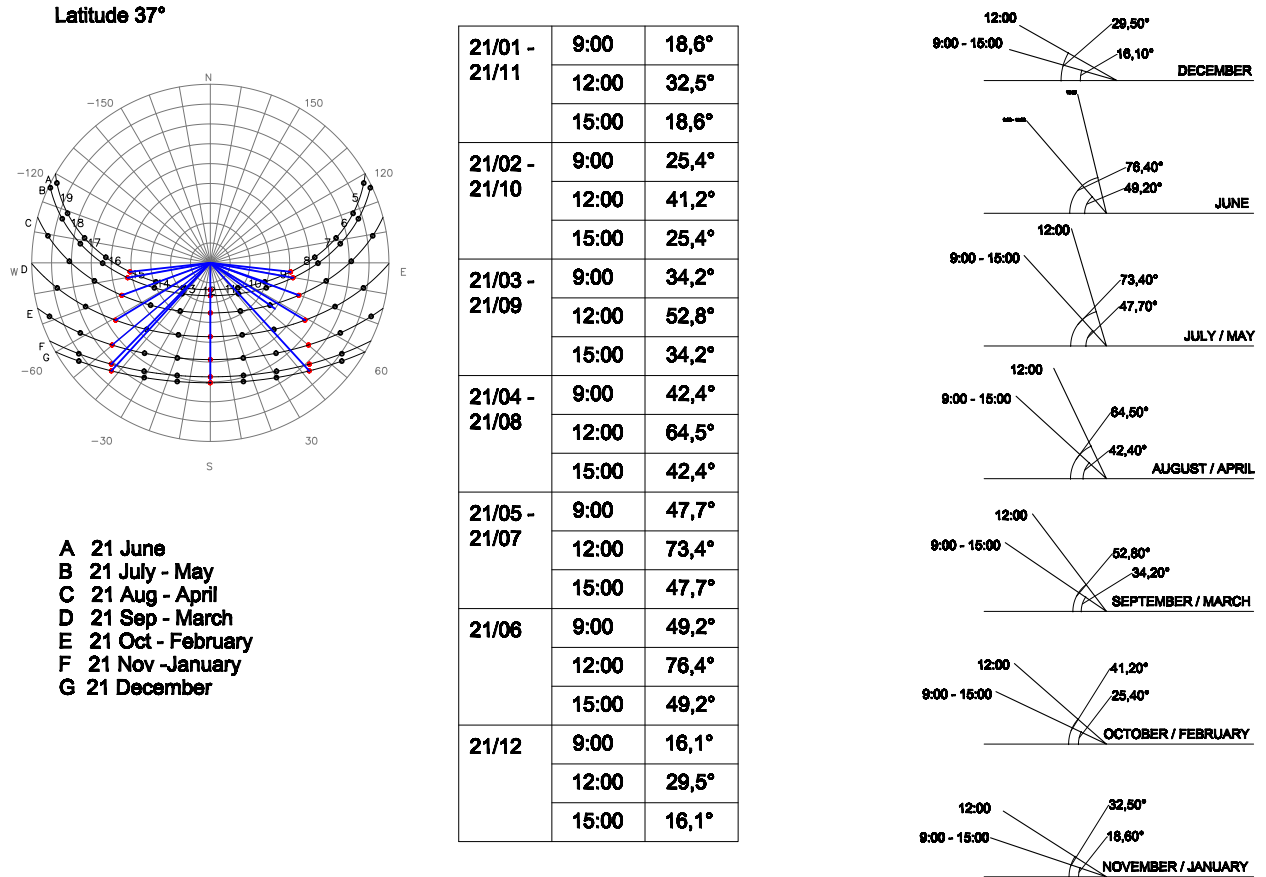 Latitude 37°
N
-150
150
-120
120
A
B
19
5
C
18
6
17
7
16
8
W
D
E
15
9
14
10
13
11
E
F
G
-60
60
-30
30
S
A 21 June
B 21 July - May
C 21 Aug - April
D 21 Sep - March
E 21 Oct - February
F 21 Nov -January
G 21 December
21/01 - 21/11
9:00 18,6°
12:00 32,5°
15:00 18,6°
21/02 - 21/10
9:00 25,4°
12:00 41,2°
15:00 25,4°
21/03 - 21/09
9:00 34,2°
12:00 52,8°
15:00 34,2°
21/04 - 21/08
9:00 42,4°
12:00 64,5°
15:00 42,4°
21/05 - 21/07
9:00 47,7°
12:00 73,4°
15:00 47,7°
21/06
9:00 49,2°
12:00 76,4°
15:00 49,2°
21/12
9:00 16,1°
12:00 29,5°
15:00 16,1°
12:00
29,50°
9:00 - 15:00
16,10°
DECEMBER
76,40°
49,20°
JUNE
12:00
9:00 - 15:00
73,40°
47,70°
JULY / MAY
12:00
9:00 - 15:00
64,50°
42,40°
AUGUST / APRIL
12:00
9:00 - 15:00
52,80°
34,20°
SEPTEMBER / MARCH
12:00
41,20°
9:00 - 15:00
25,40°
OCTOBER / FEBRUARY
12:00
32,50°
9:00 - 15:00
18,60°
NOVEMBER / JANUARY